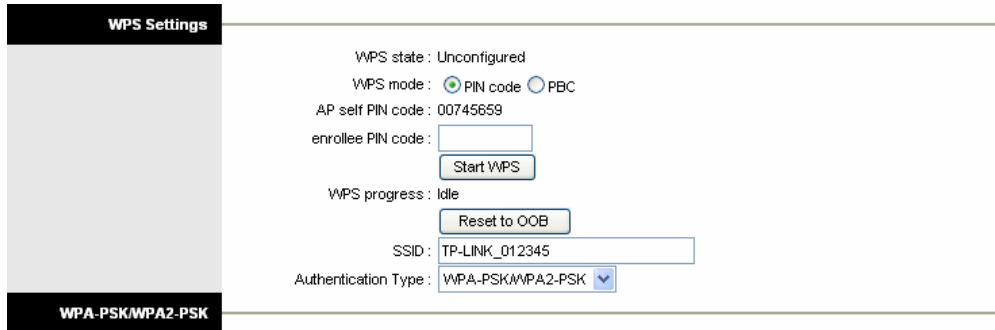 WPS Settings
WPS state : Unconfigured
WPS mode : PIN code PBC
AP self PIN code : 00745659
enrollee PIN code :
Start WPS
WPS progress : Idle
Reset to OOB
SSID : TP-LINK_012345
Authentication Type : WPA-PSK/WPA2-PSK
WPA-PSK/WPA2-PSK